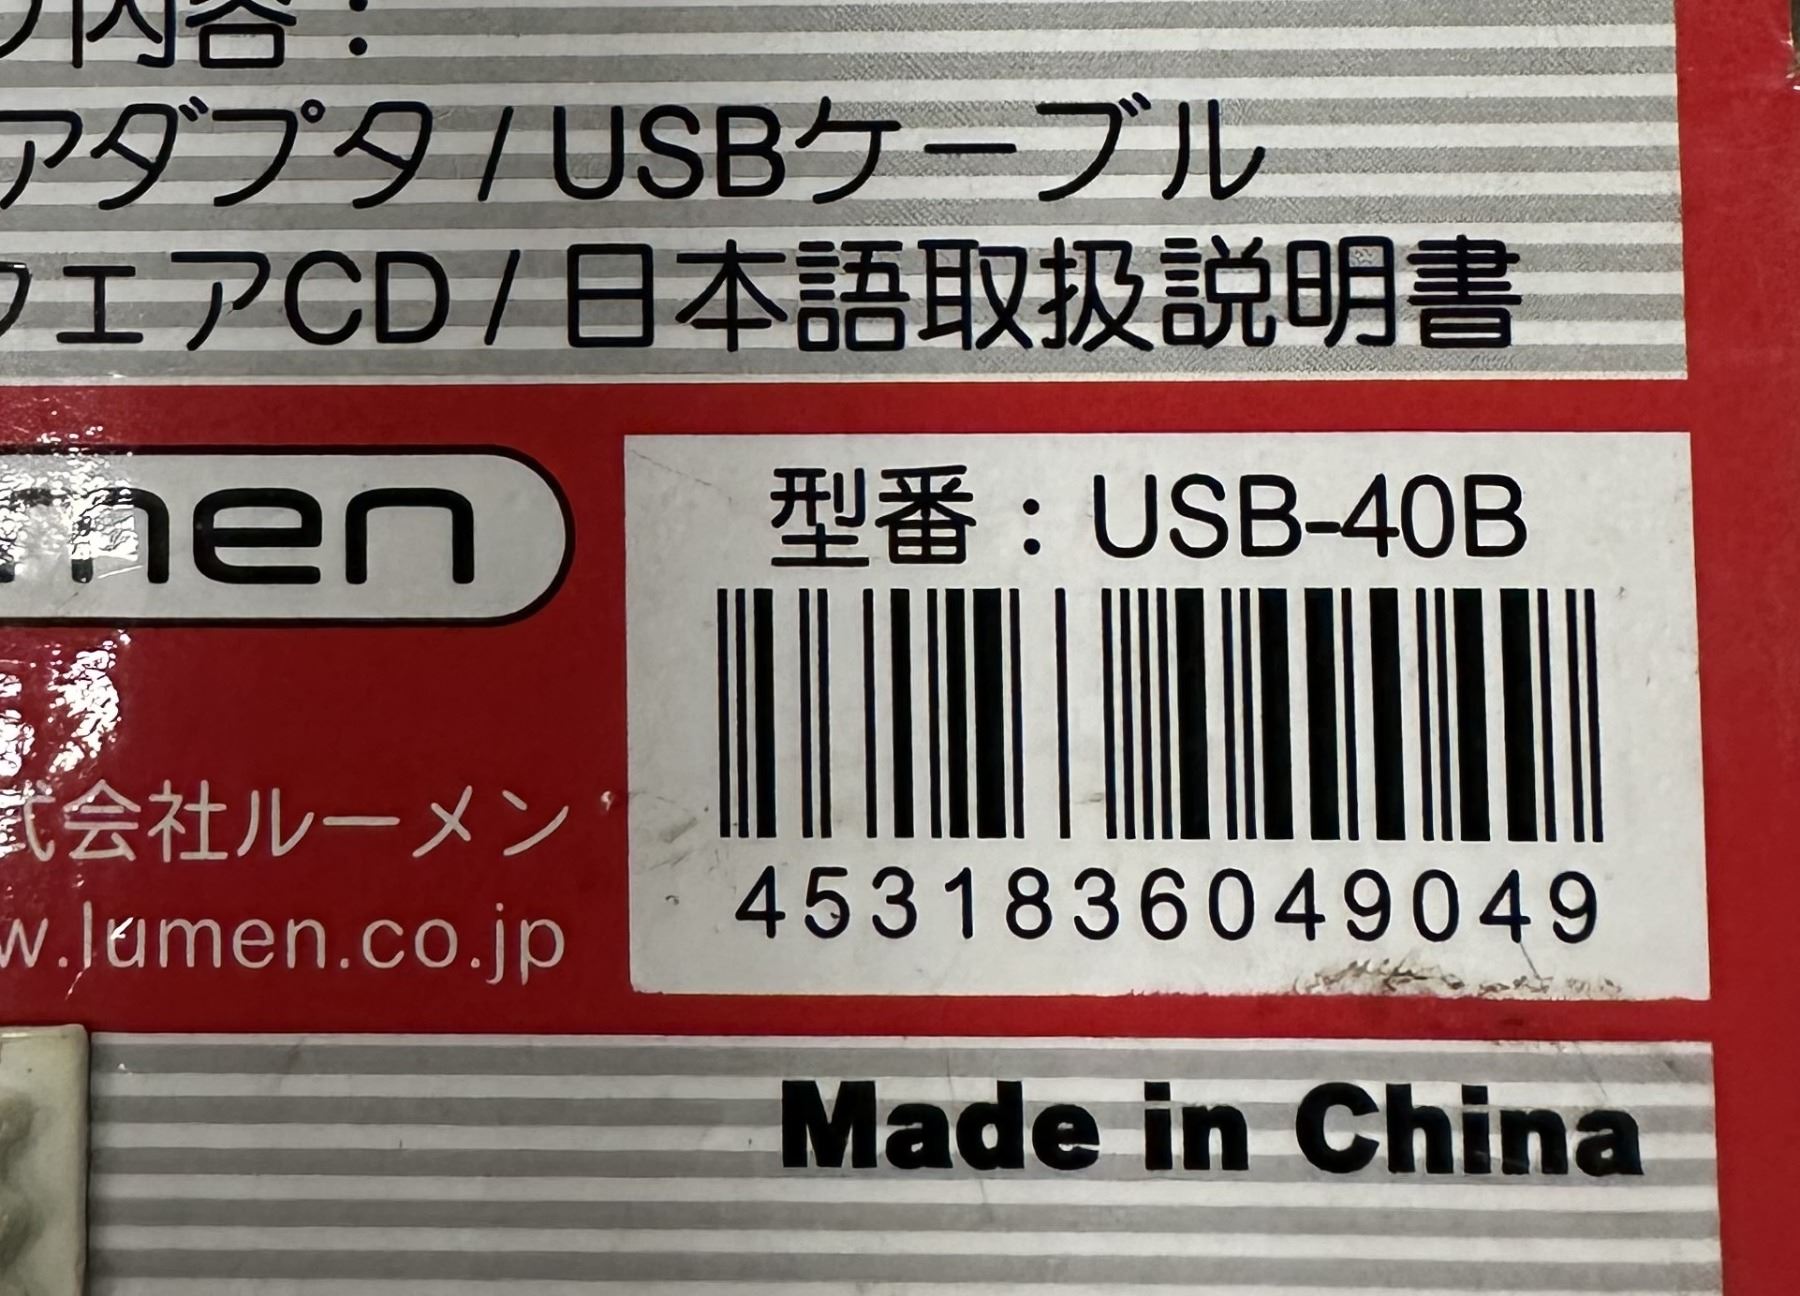 内容：
アダプタ / USBケーブル
ウェアCD / 日本語取扱説明書
men
型番：USB-40B
4531836049049
式会社ルーメン
w.lumen.co.jp
Made in China